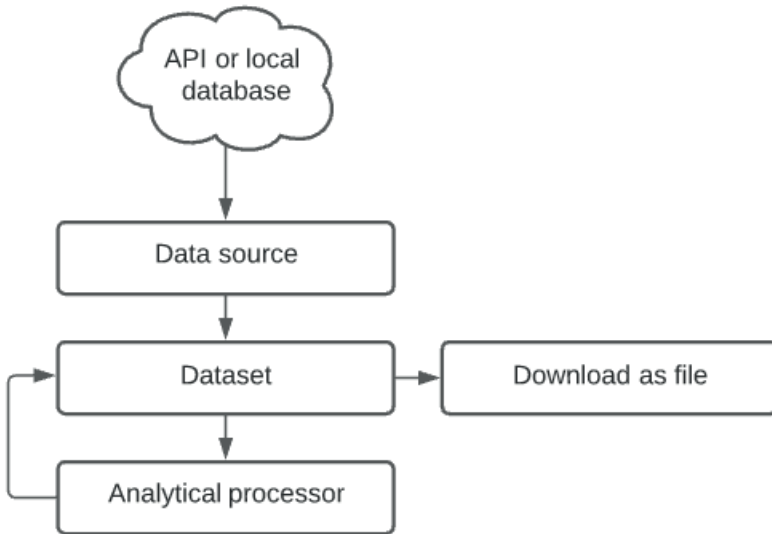 API or local
database
Data source
Dataset
Download as file
Analytical processor